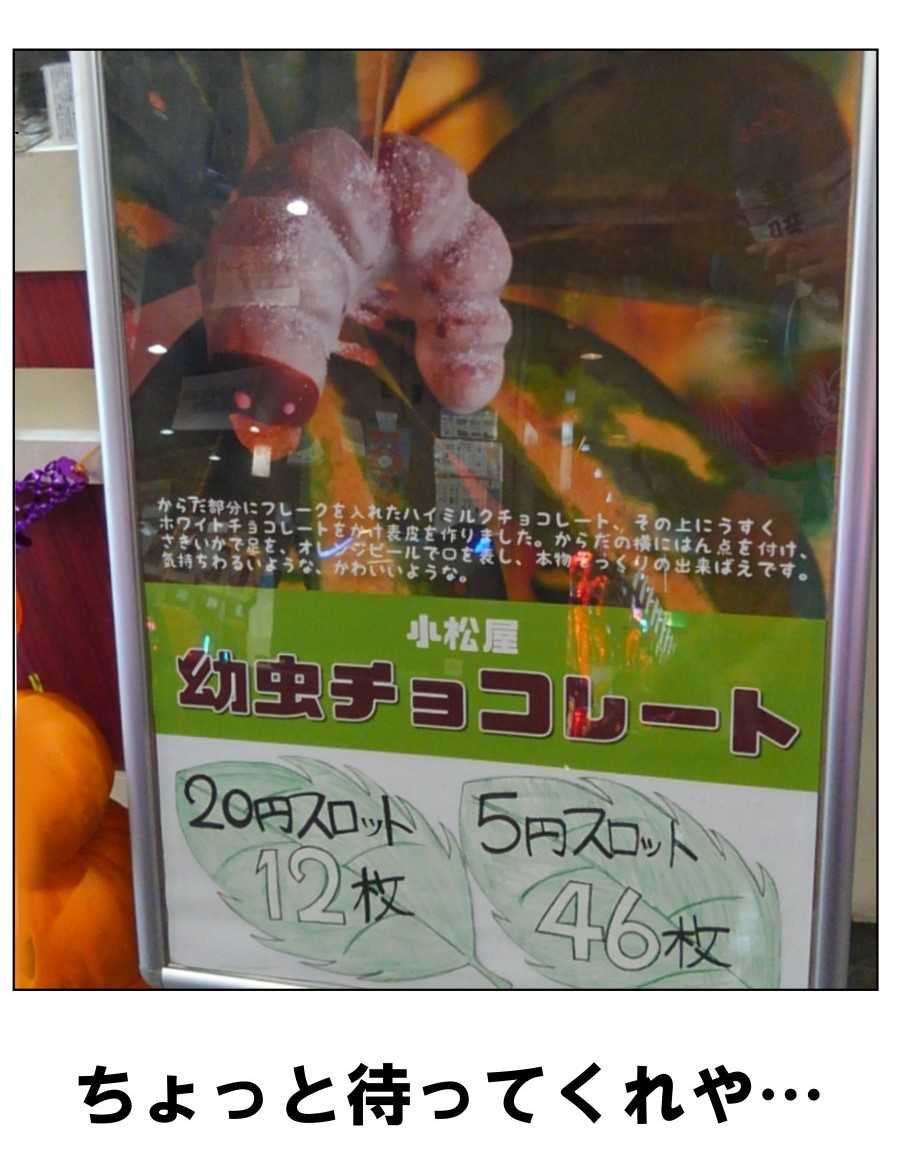 からだ部分にフレークを入れたハイミルクチョコレート、その上にうすく
ホワイトチョコレートをかけ表皮を作りました。からだの横にはん点を付け、
さきいかで足を、オレンジピールで口を表し、本物そっくりの出来ばえです。
気持ちわるいような、かわいいような。
小松屋
幼虫チョコレート
20円スロット
12枚
5円スロット
46枚
ちょっと待ってくれや…